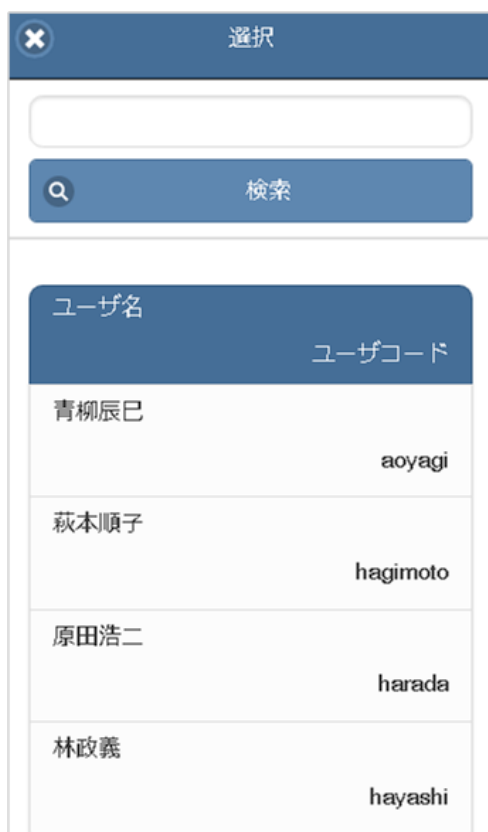 選択
検索
ユーザ名
ユーザコード
青柳辰巳
aoyagi
萩本順子
hagimoto
原田浩二
harada
林政義
hayashi